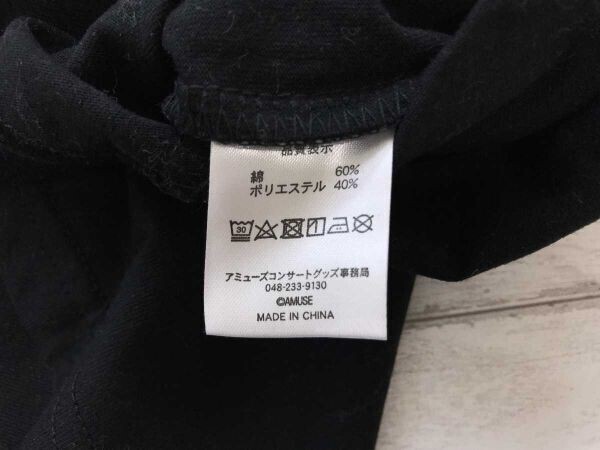 品質表示
綿 60%
ポリエステル 40%
30
アミューズコンサートグッズ事務局
048-233-9130
©AMUSE
MADE IN CHINA